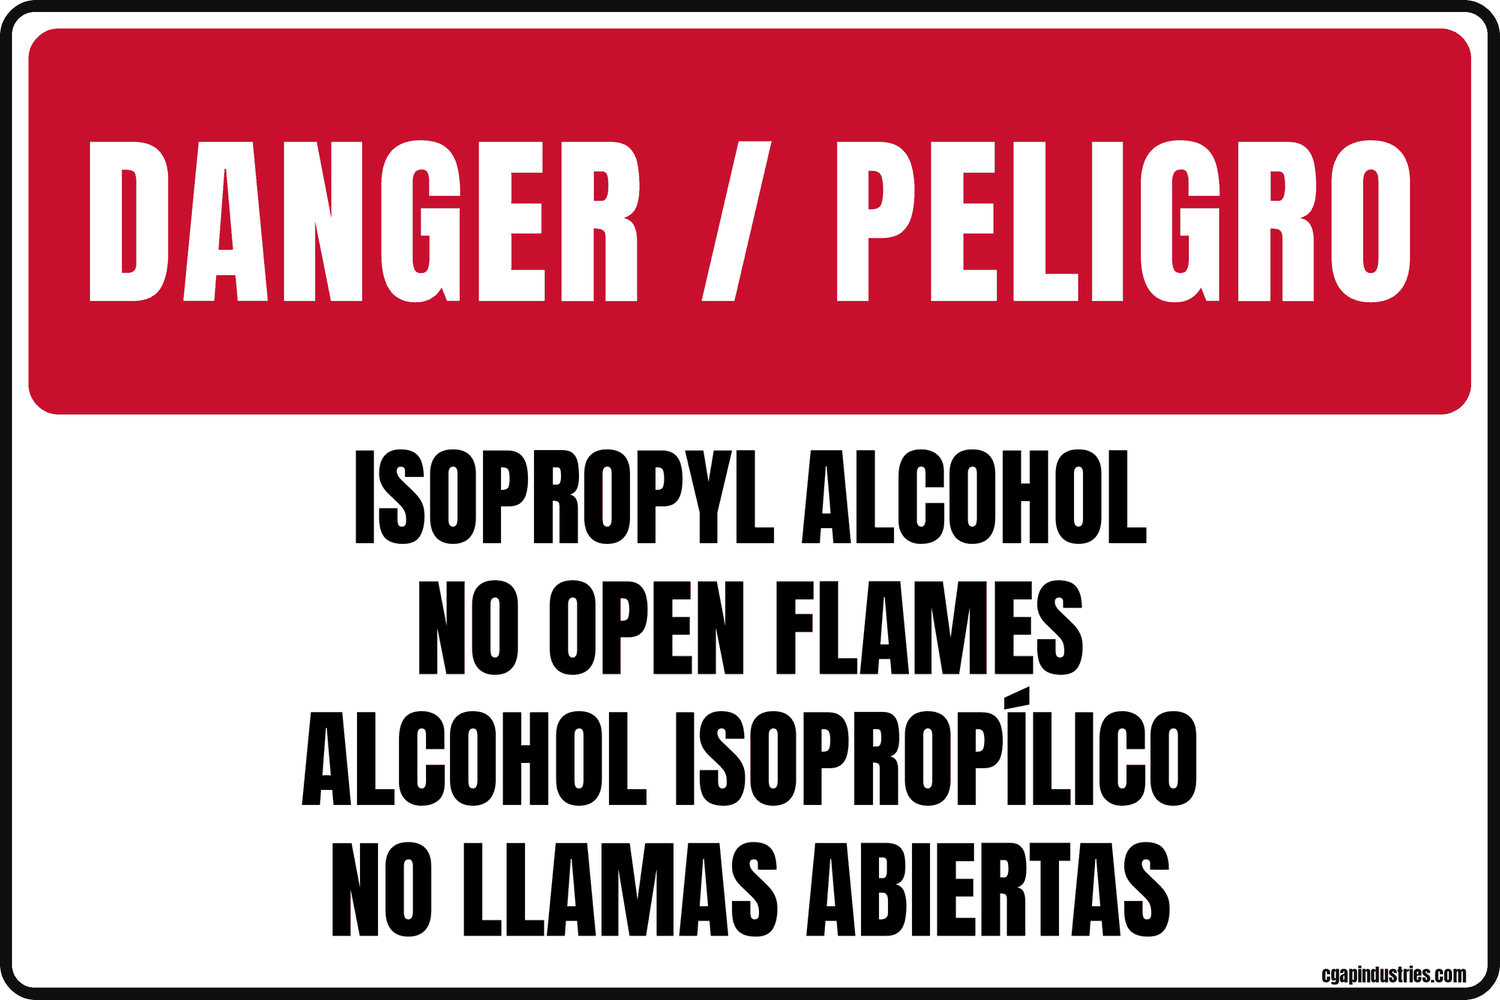 DANGER / PELIGRO
ISOPROPYL ALCOHOL
NO OPEN FLAMES
ALCOHOL ISOPROPÍLICO
NO LLAMAS ABIERTAS
cgapindustries.com